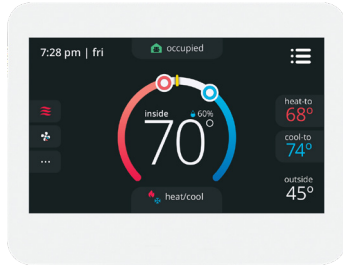 7:28 pm | fri
occupied
inside
60%
70°
heat-to
68°
cool-to
74°
outside
45°
heat/cool
...